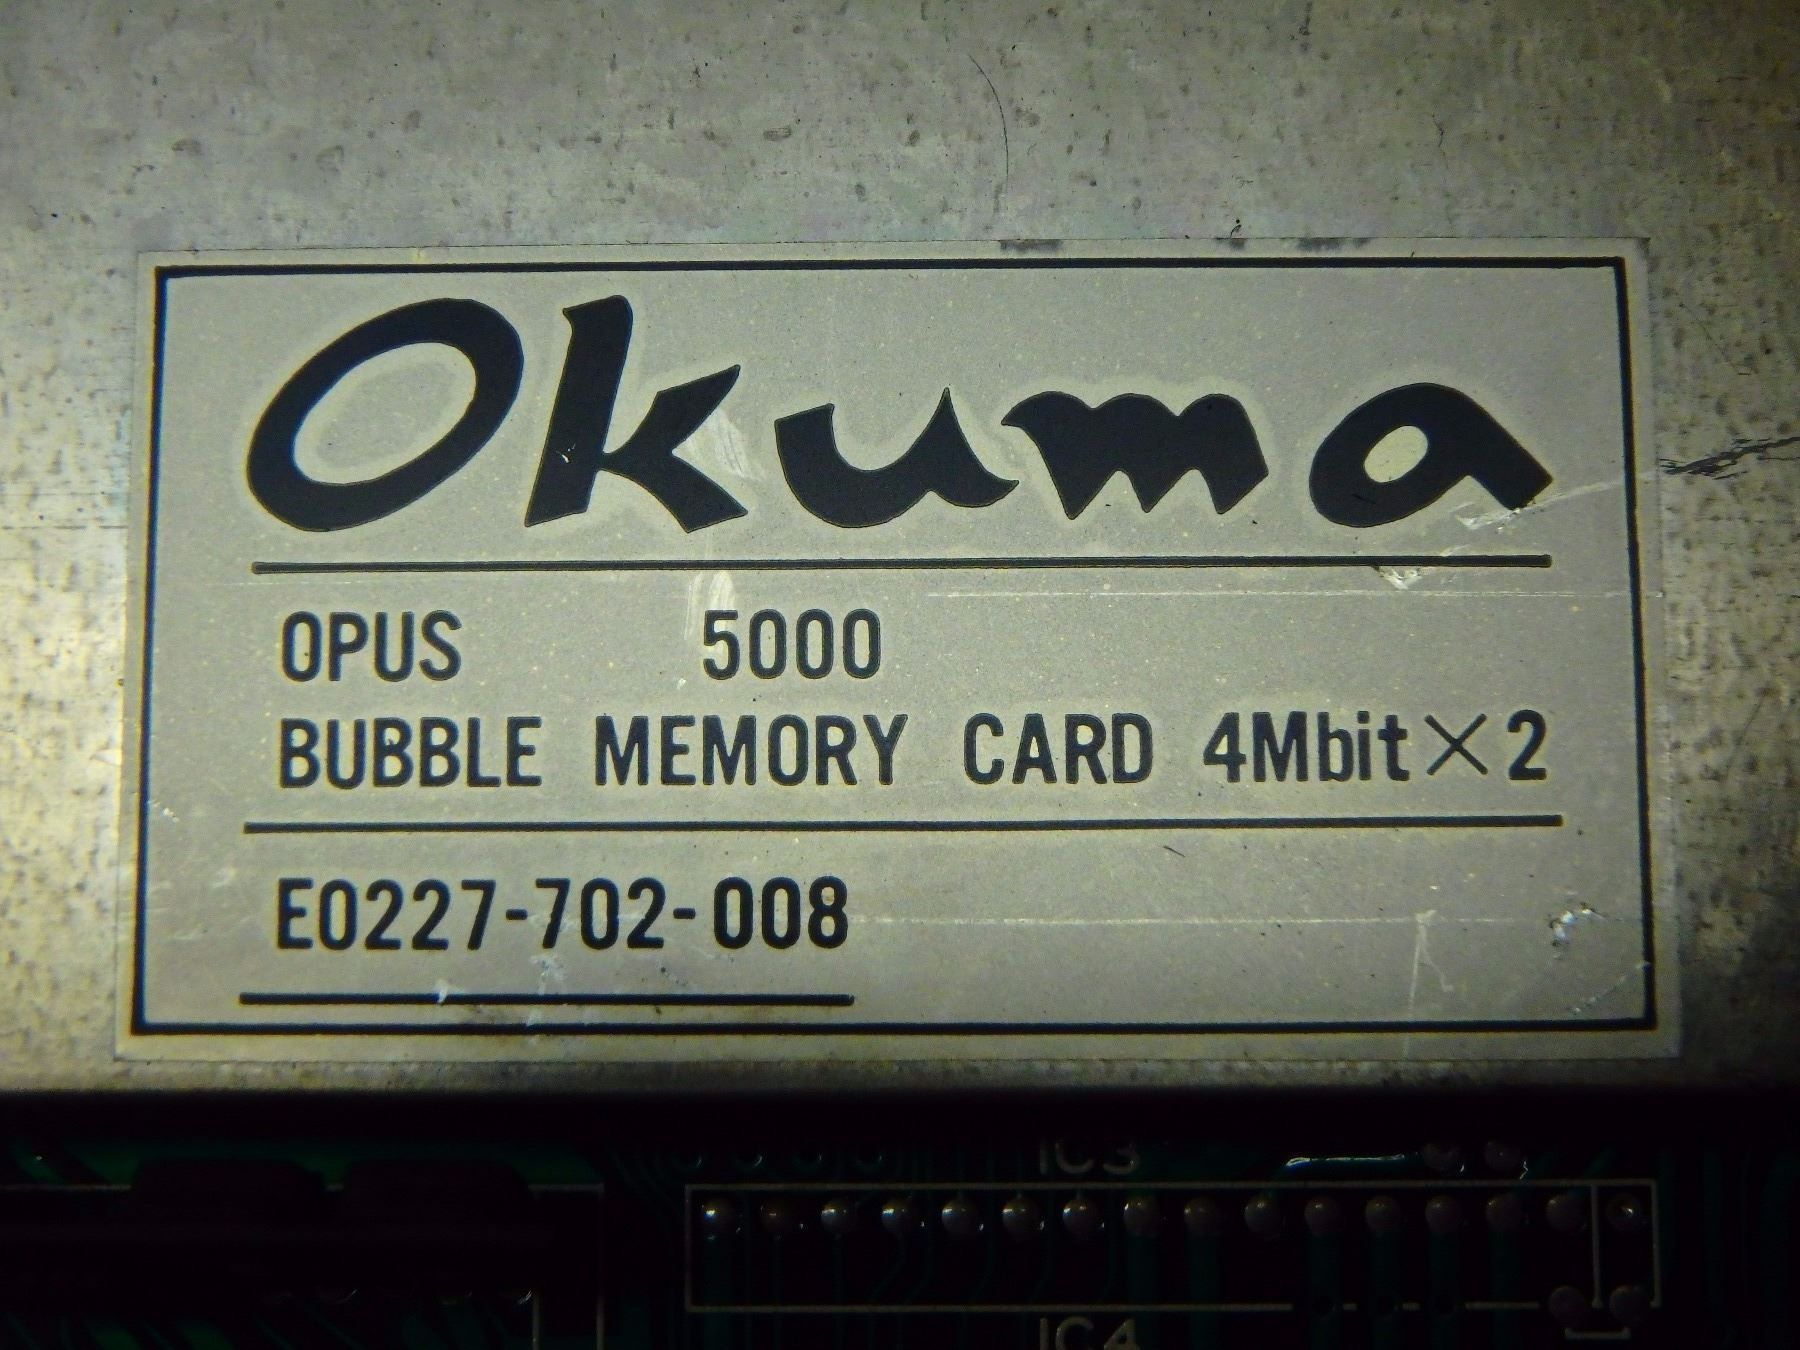 Okuma
OPUS 5000
BUBBLE MEMORY CARD 4Mbit×2
E0227-702-008
IC3
IC4